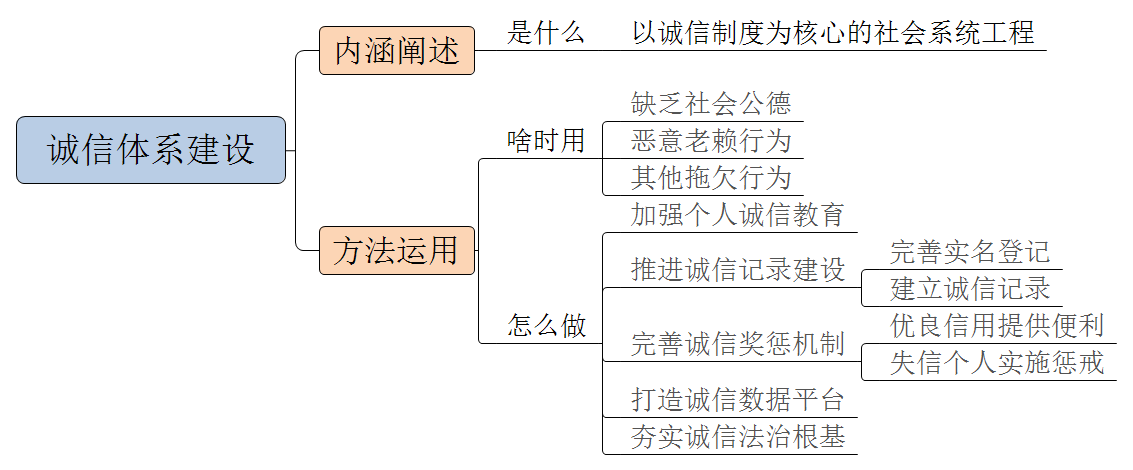 诚信体系建设
内涵阐述
是什么
以诚信制度为核心的社会系统工程
方法运用
啥时用
缺乏社会公德
恶意老赖行为
其他拖欠行为
怎么做
加强个人诚信教育
推进诚信记录建设
完善实名登记
建立诚信记录
完善诚信奖惩机制
优良信用提供便利
失信个人实施惩戒
打造诚信数据平台
夯实诚信法治根基